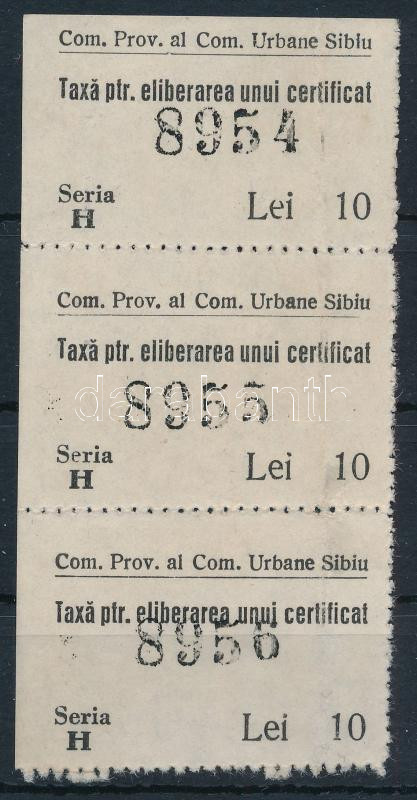 Com. Prov. al Com. Urbane Sibiu
Taxă ptr. eliberarea unui certificat
8954
Seria
H
Lei 10
Com. Prov. al Com. Urbane Sibiu
Taxă ptr. eliberarea unui certificat
8955
darabanth
Seria
H
Lei 10
Com. Prov. al Com. Urbane Sibiu
Taxă ptr. eliberarea unui certificat
8956
Seria
H
Lei 10